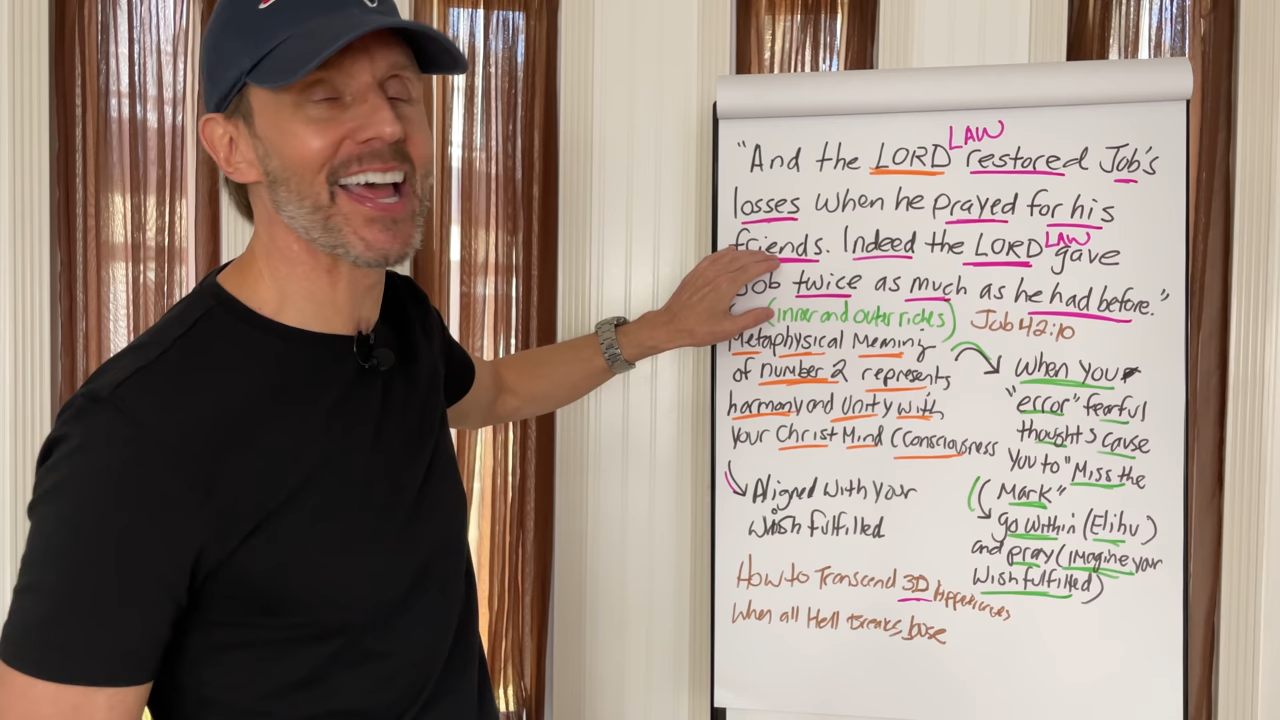 LAW
"And the LORD restored Job's
losses when he prayed for his
friends. Indeed the LORD LAW gave
Job twice as much as he had before."
(inner and outer riches) Job 42:10
Metaphysical Meming
of number 2 represents
harmony and Unity with
your Christ Mind (Consciousness
Aligned with your
Wish fulfilled
When you
"error" fearful
thoughts cause
you to "Miss the
Mark"
go within (Elihu)
and pray (imagine your
Wish fulfilled)
How to Transcend 3D Appearances
When all Hell Breaks loose